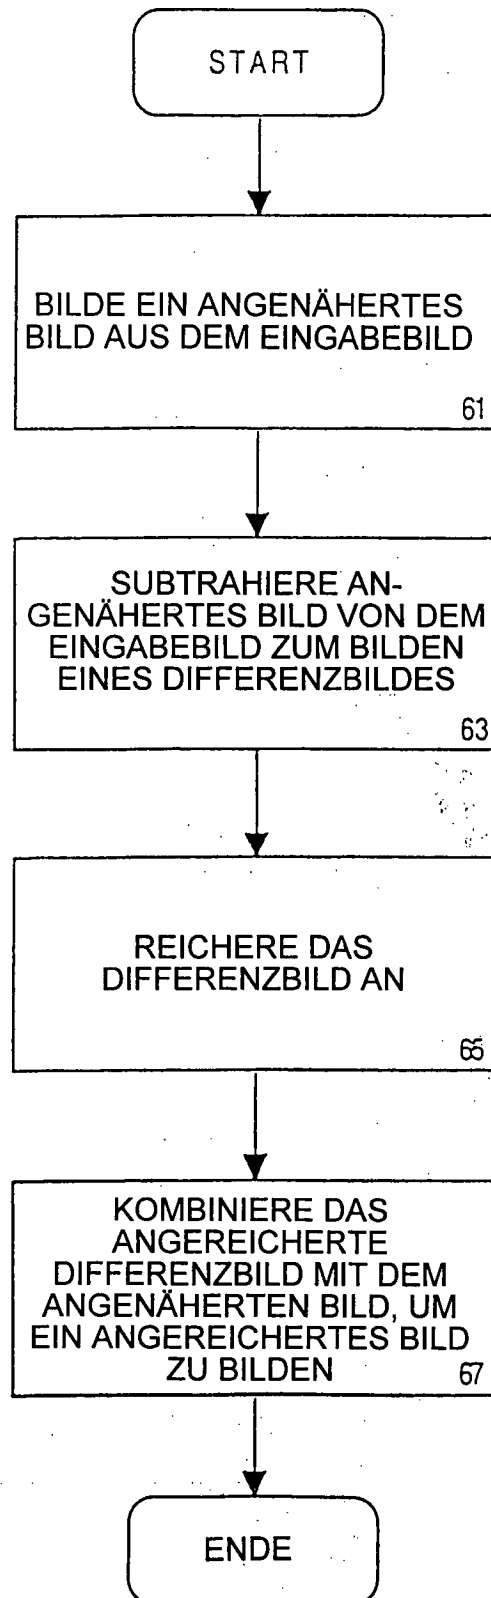 START
BILDE EIN ANGENÄHERTES
BILD AUS DEM EINGABEBILD
61
SUBTRAHIERE AN-
GENÄHERTES BILD VON DEM
EINGABEBILD ZUM BILDEN
EINES DIFFERENZBILDES
63
REICHERE DAS
DIFFERENZBILD AN
65
KOMBINIERE DAS
ANGEREICHERTE
DIFFERENZBILD MIT DEM
ANGENÄHERTEN BILD, UM
EIN ANGEREICHERTES BILD
ZU BILDEN 67
ENDE